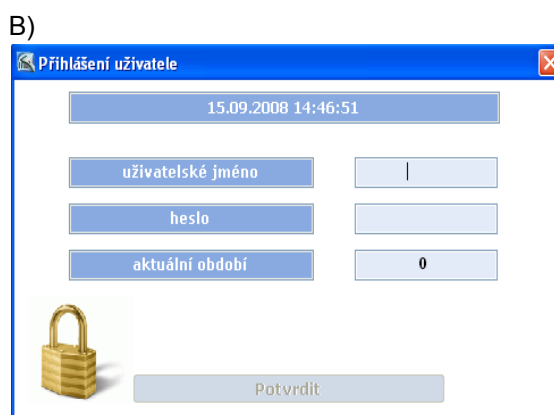 B)
Přihlášení uživatele
15.09.2008 14:46:51
uživatelské jméno
heslo
aktuální období 0
Potvrdit